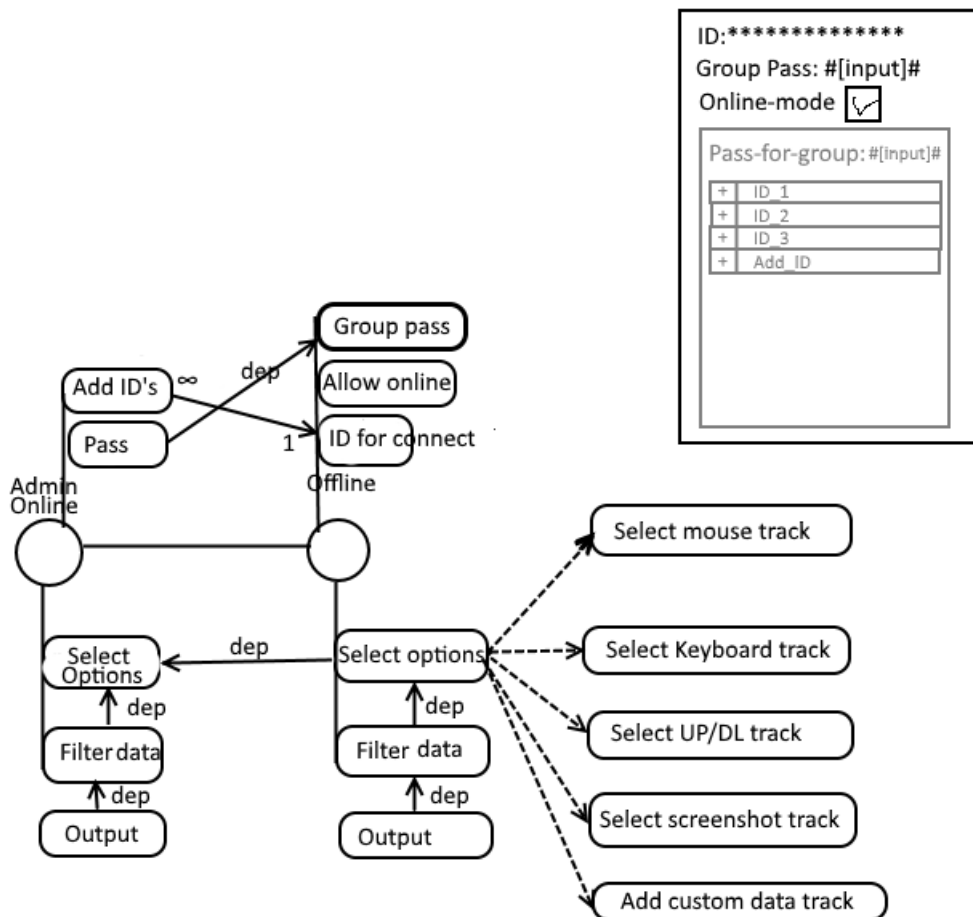 ID:**************
Group Pass: #[input]#
Online-mode
Pass-for-group: #[input]#
+ ID_1
+ ID_2
+ ID_3
+ Add_ID
Group pass
dep
Allow online
Add ID's ∞
Pass
1 ID for connect
Admin
Online
Offline
Select mouse track
Select
Options
dep
Select options
Select Keyboard track
dep
dep
Filter data
Filter data
Select UP/DL track
dep
dep
Output
Output
Select screenshot track
Add custom data track